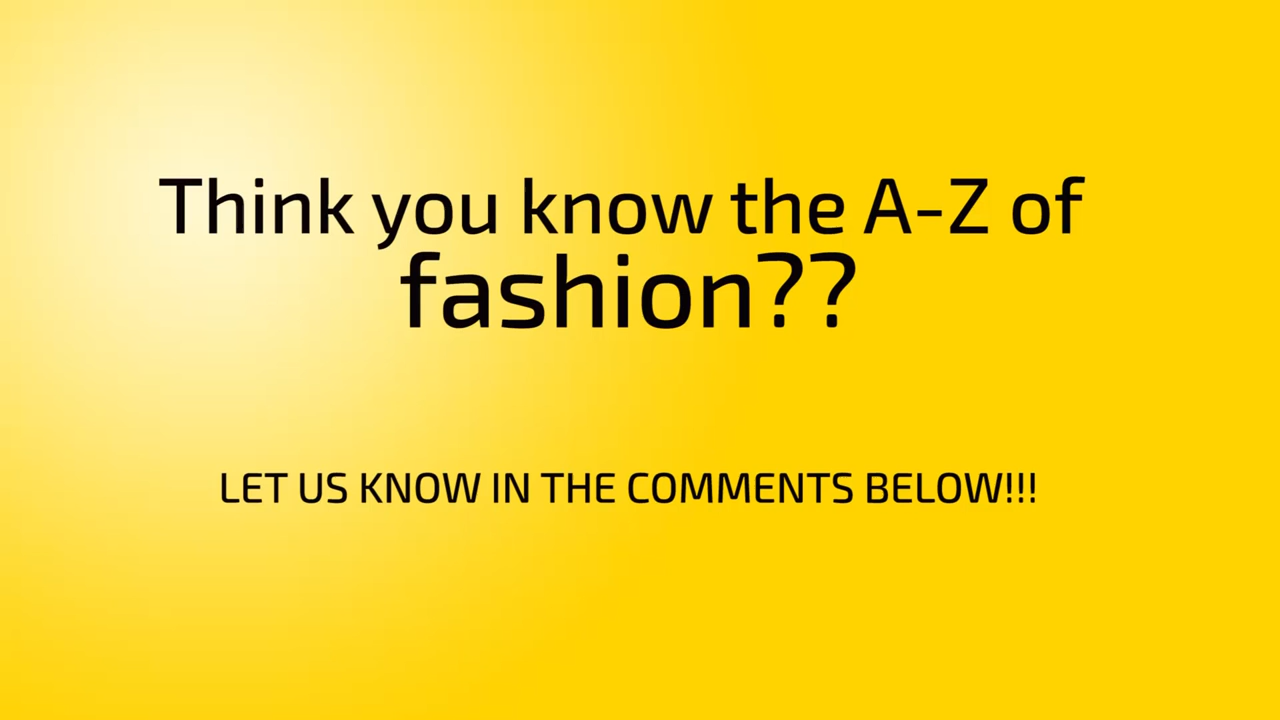 Think you know the A-Z of
fashion??
LET US KNOW IN THE COMMENTS BELOW!!!